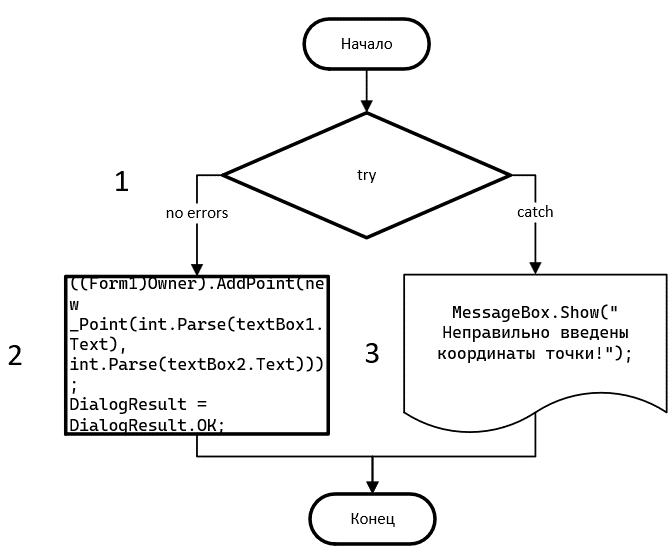 Начало
try
1
no errors
catch
((Form1)Owner).AddPoint(ne
w
_Point(int.Parse(textBox1.
Text),
int.Parse(textBox2.Text)))
;
DialogResult =
DialogResult.OK;
2
MessageBox.Show("
Неправильно введены
координаты точки!");
3
Конец